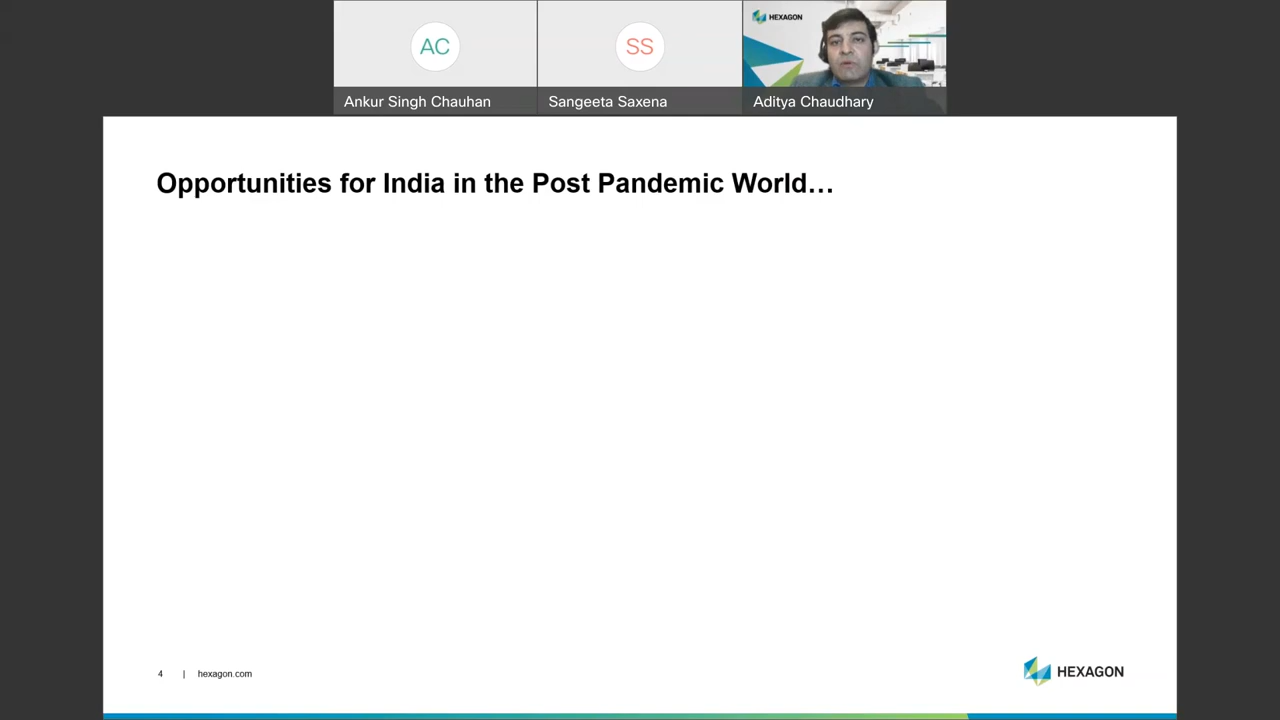 HEXAGON
AC
SS
Ankur Singh Chauhan
Sangeeta Saxena
Aditya Chaudhary
Opportunities for India in the Post Pandemic World…
4 | hexagon.com
HEXAGON